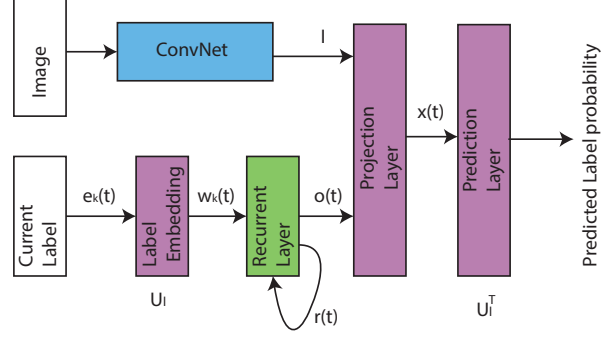 Image
ConvNet
I
Current
Label
eₖ(t)
Label
Embedding
Uₗ
wₖ(t)
Recurrent
Layer
r(t)
o(t)
Projection
Layer
x(t)
Prediction
Layer
Uₗᵀ
Predicted Label probability